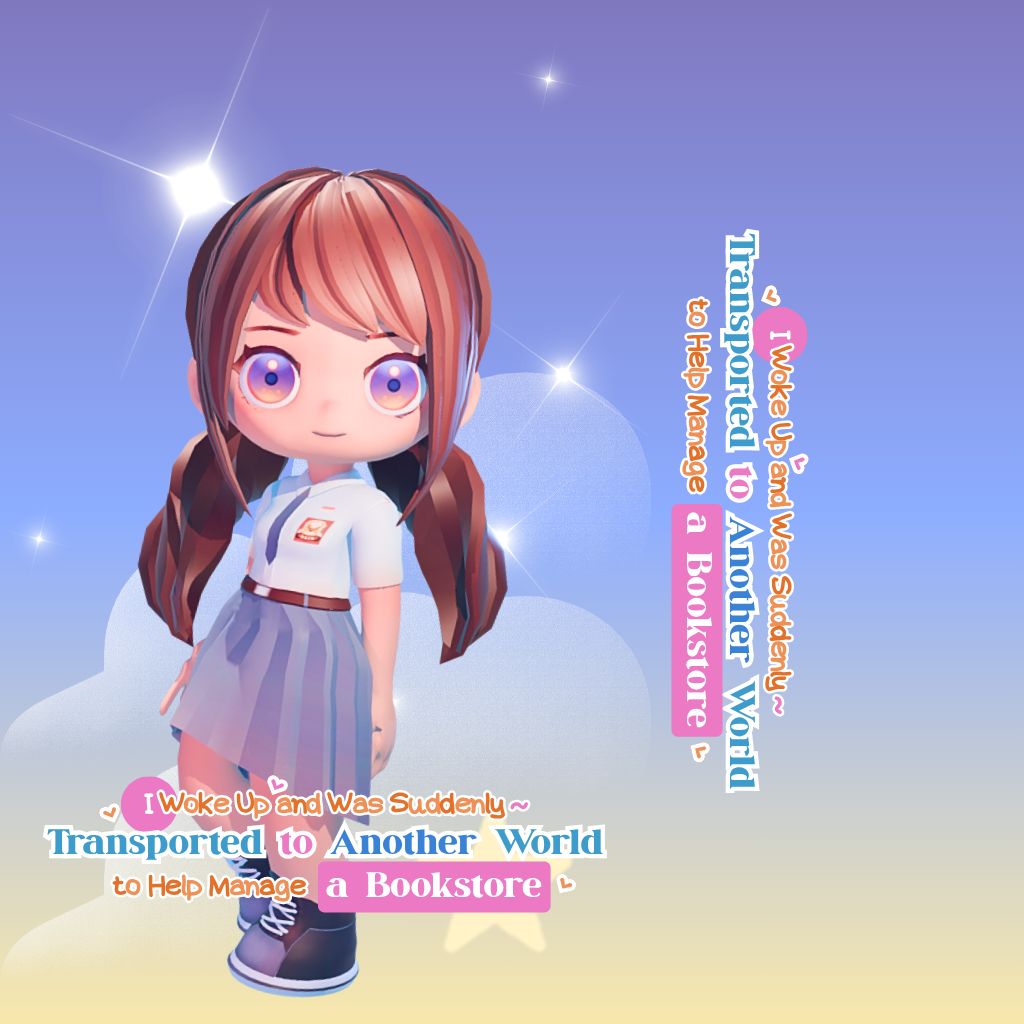 I Woke Up and Was Suddenly ~
Transported to Another World
to Help Manage a Bookstore
I Woke Up and Was Suddenly ~
Transported to Another World
to Help Manage a Bookstore